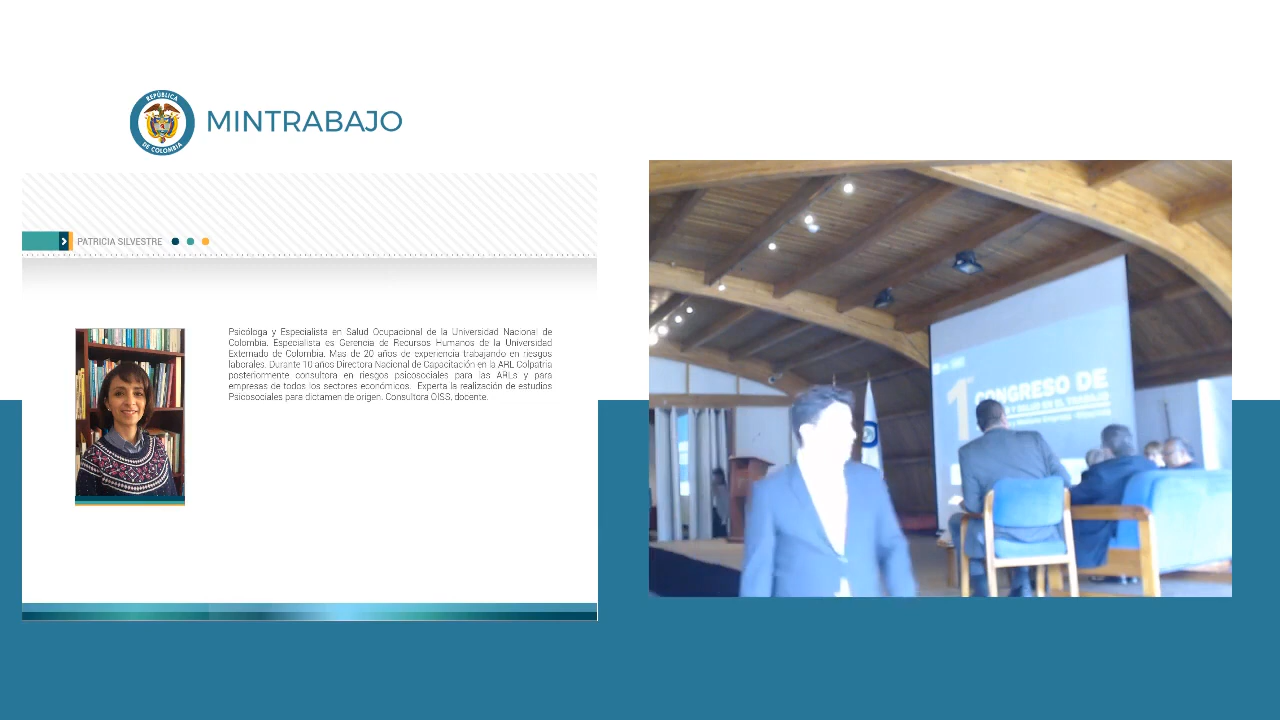 REPÚBLICA
DE COLOMBIA
MINTRABAJO
PATRICIA SILVESTRE
Psicóloga y Especialista en Salud Ocupacional de la Universidad Nacional de
Colombia. Especialista es Gerencia de Recursos Humanos de la Universidad
Externado de Colombia. Mas de 20 años de experiencia trabajando en riesgos
laborales. Durante 10 años Directora Nacional de Capacitación en la ARL Colpatria
posteriormente consultora en riesgos psicosociales para las ARLs y para
empresas de todos los sectores económicos. Experta la realización de estudios
Psicosociales para dictamen de origen. Consultora OISS, docente.
1
CONGRESO DE
Y SALUD EN EL TRABAJO